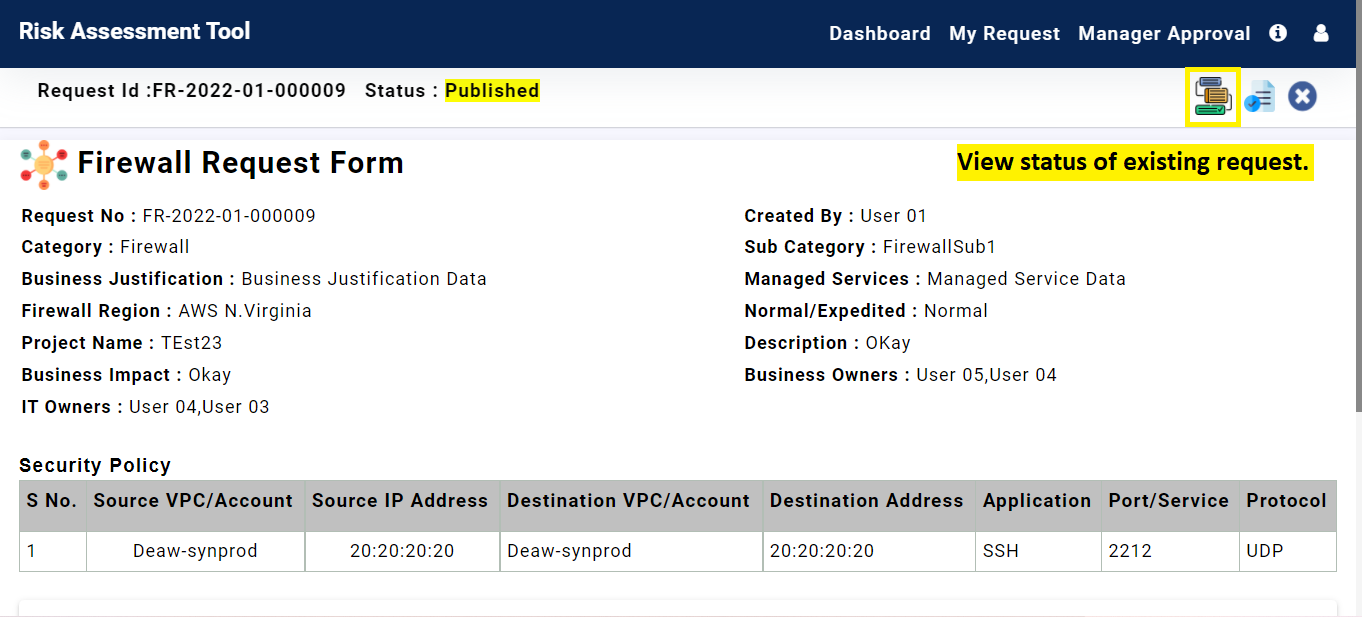 Risk Assessment Tool
Dashboard My Request Manager Approval
Request Id :FR-2022-01-000009 Status : Published
Firewall Request Form
View status of existing request.
Request No : FR-2022-01-000009 Created By : User 01
Category : Firewall Sub Category : FirewallSub1
Business Justification : Business Justification Data Managed Services : Managed Service Data
Firewall Region : AWS N.Virginia Normal/Expedited : Normal
Project Name : TEst23 Description : OKay
Business Impact : Okay Business Owners : User 05,User 04
IT Owners : User 04,User 03
Security Policy
S No. Source VPC/Account Source IP Address Destination VPC/Account Destination Address Application Port/Service Protocol
1 Deaw-synprod 20:20:20:20 Deaw-synprod 20:20:20:20 SSH 2212 UDP